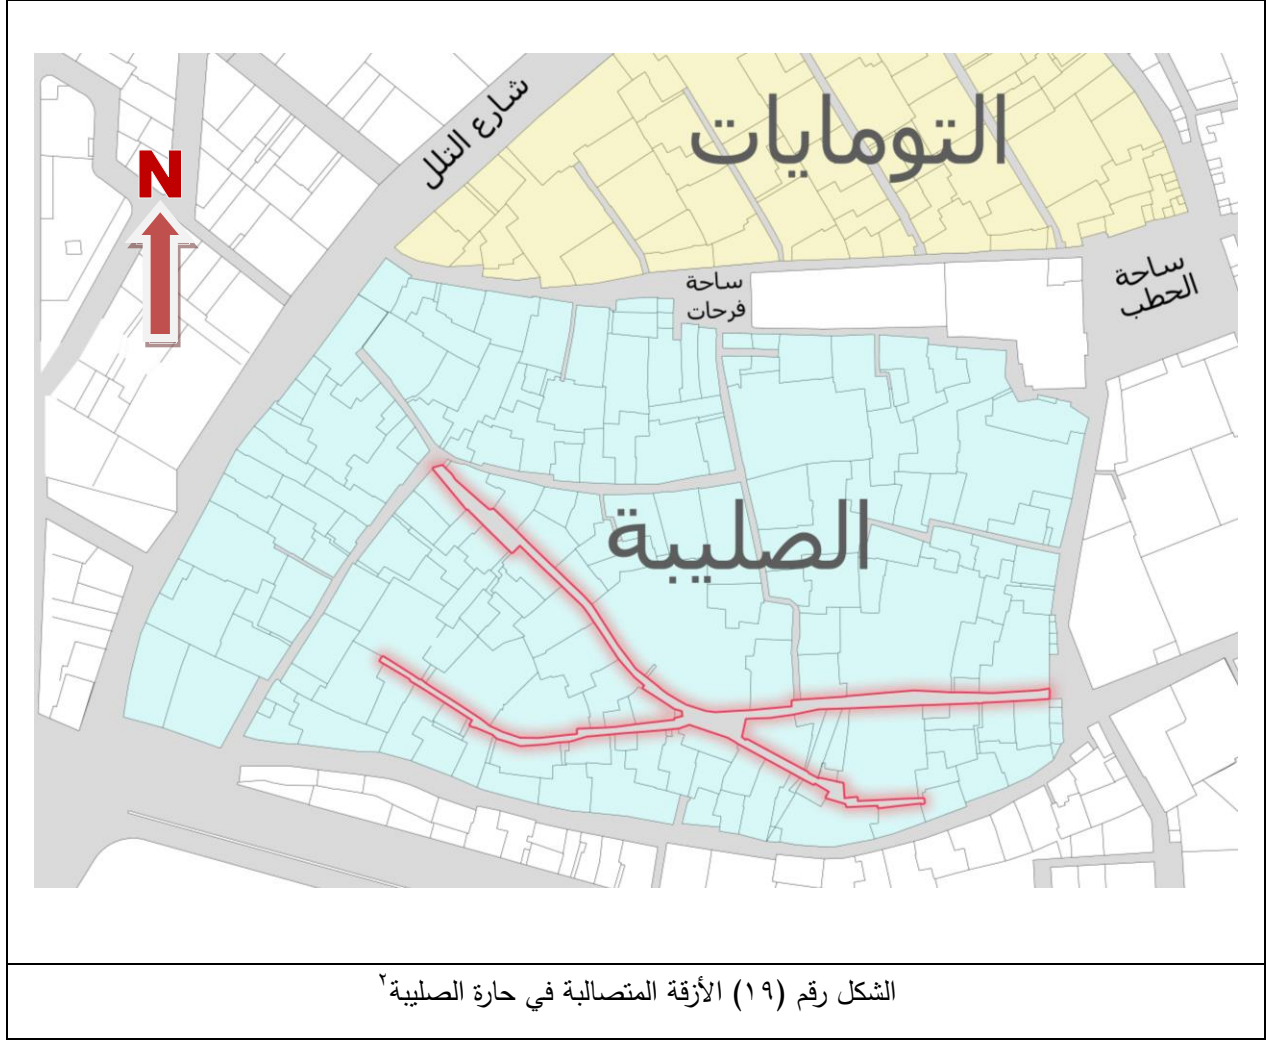 شارع التلل
التومايات
N
ساحة
الحطب
ساحة
فرحات
الصليبة
الشكل رقم (١٩) الأزقة المتصالبة في حارة الصليبة٢